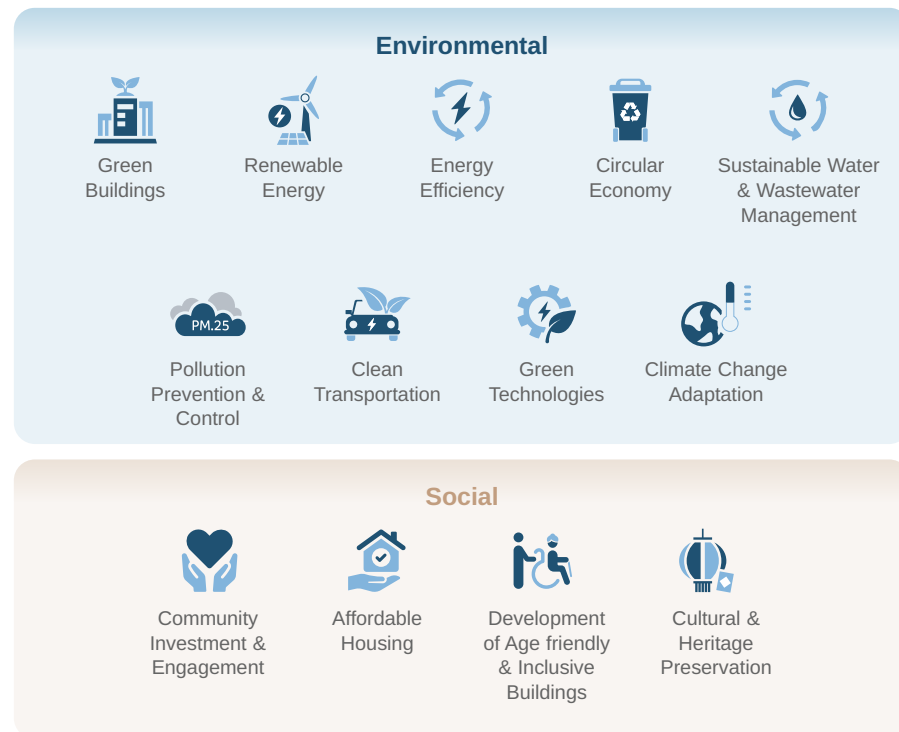 Environmental
Green
Buildings
Renewable
Energy
Energy
Efficiency
Circular
Economy
Sustainable Water
& Wastewater
Management
PM.25
Pollution
Prevention &
Control
Clean
Transportation
Green
Technologies
Climate Change
Adaptation
Social
Community
Investment &
Engagement
Affordable
Housing
Development
of Age friendly
& Inclusive
Buildings
Cultural &
Heritage
Preservation